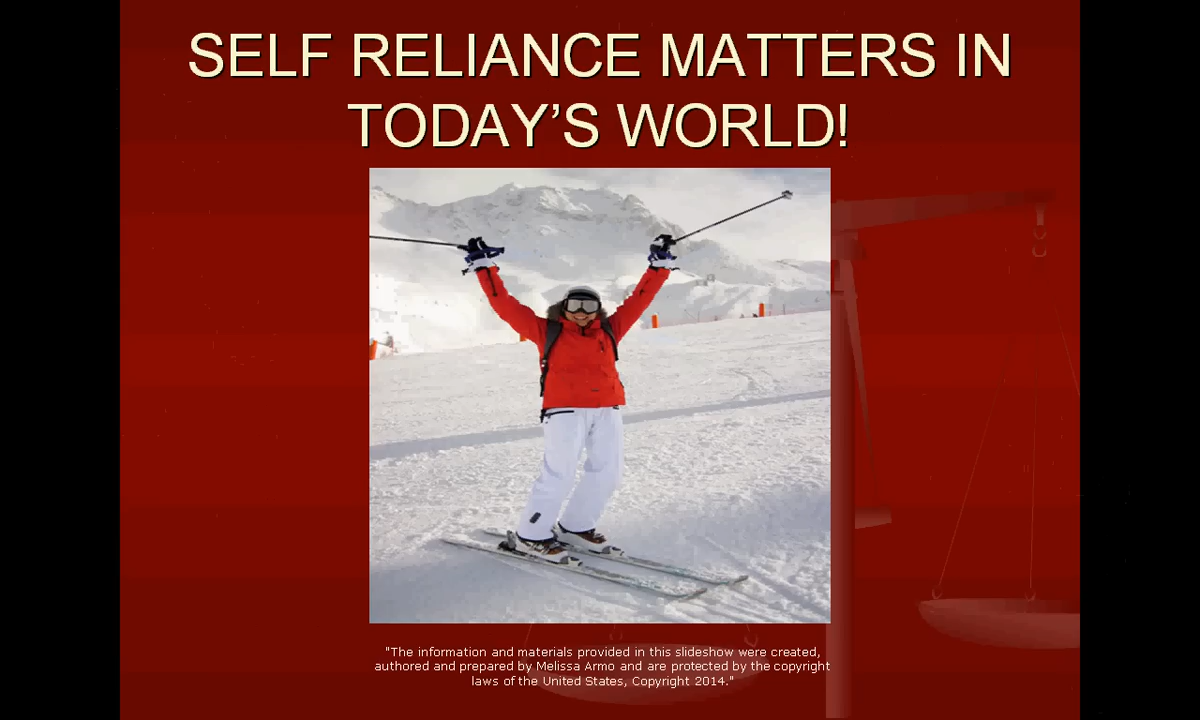 SELF RELIANCE MATTERS IN
TODAY’S WORLD!
"The information and materials provided in this slideshow were created,
authored and prepared by Melissa Armo and are protected by the copyright
laws of the United States, Copyright 2014."